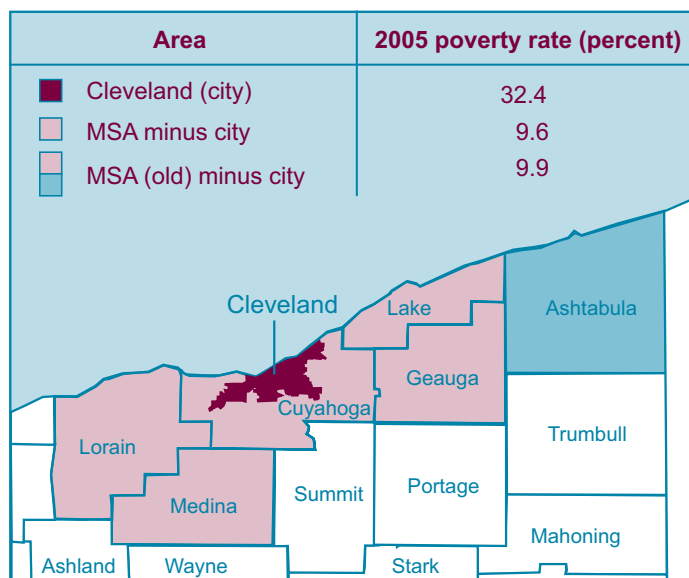 Area 2005 poverty rate (percent)
Cleveland (city) 32.4
MSA minus city 9.6
MSA (old) minus city 9.9
Cleveland
Lake
Ashtabula
Geauga
Cuyahoga
Trumbull
Lorain
Medina
Summit
Portage
Mahoning
Ashland
Wayne
Stark